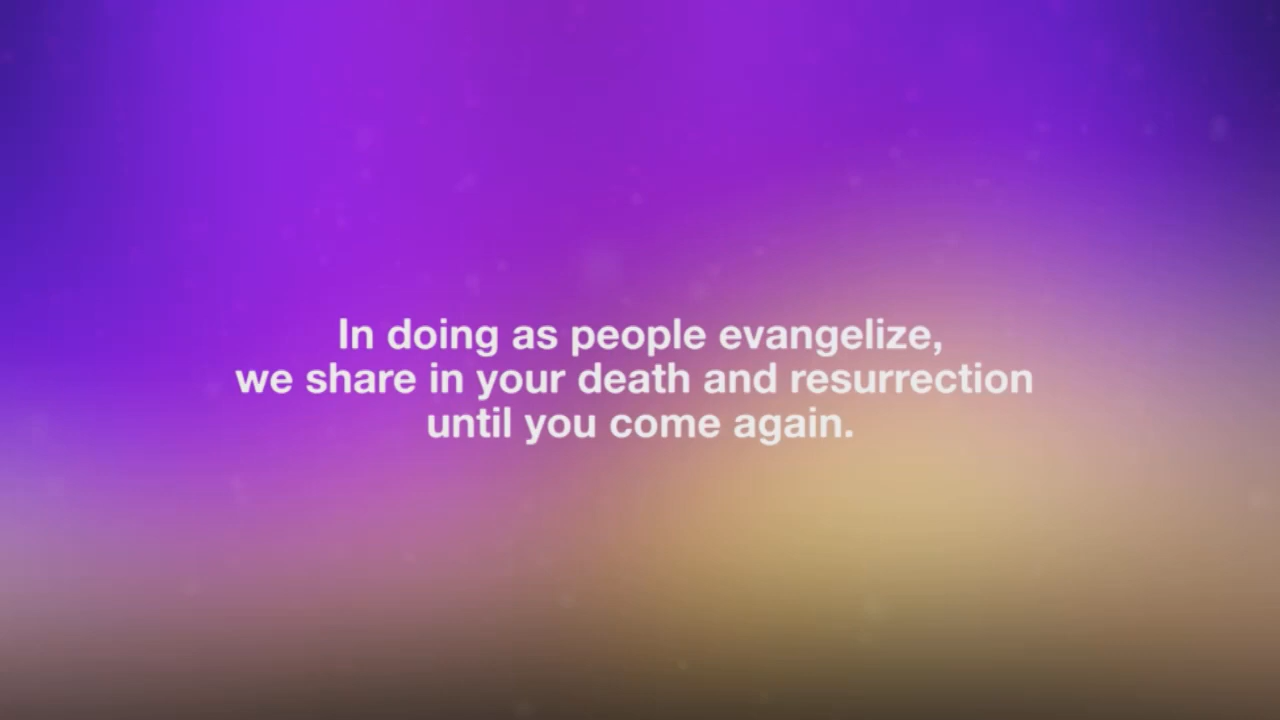 In doing as people evangelize,
we share in your death and resurrection
until you come again.